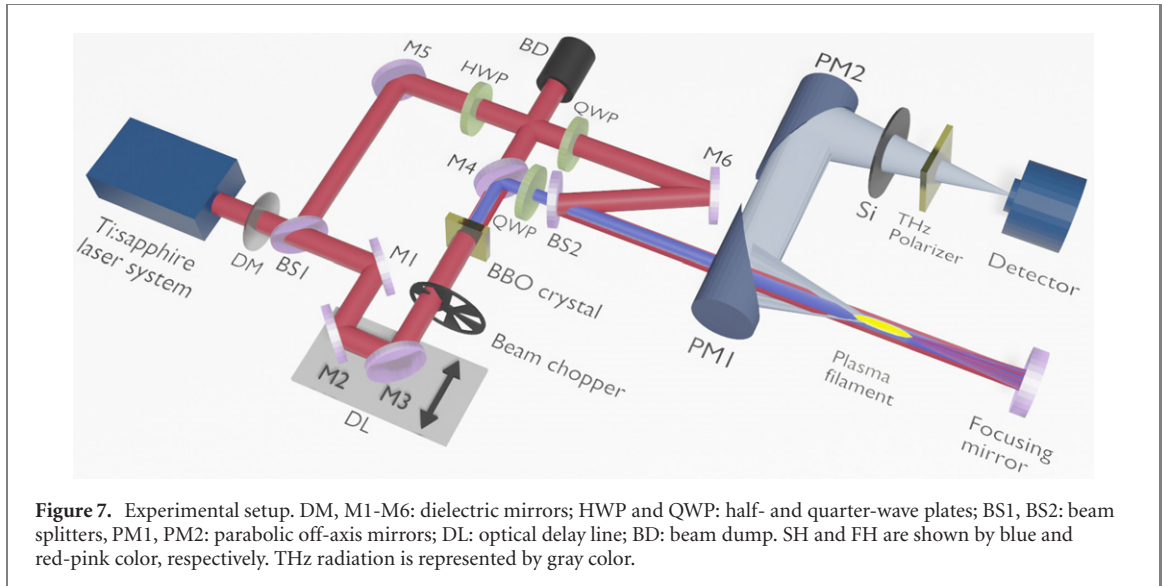 M5
HWP
BD
QWP
PM2
M4
M6
Si
THz
Polarizer
Detector
Ti:sapphire
laser system
DM
BS1
M1
QWP
BS2
BBO crystal
Beam chopper
PM1
M2
M3
DL
Plasma
filament
Focusing
mirror
Figure 7. Experimental setup. DM, M1-M6: dielectric mirrors; HWP and QWP: half- and quarter-wave plates; BS1, BS2: beam
splitters, PM1, PM2: parabolic off-axis mirrors; DL: optical delay line; BD: beam dump. SH and FH are shown by blue and
red-pink color, respectively. THz radiation is represented by gray color.